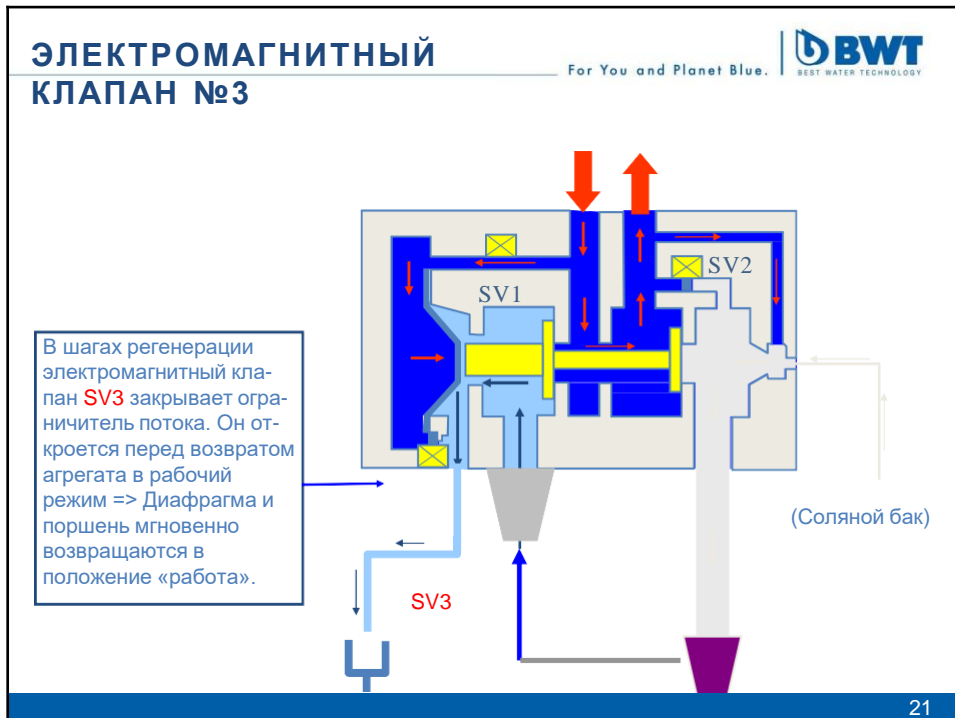 ЭЛЕКТРОМАГНИТНЫЙ
КЛАПАН №3
For You and Planet Blue.
BWT
BEST WATER TECHNOLOGY
SV2
SV1
В шагах регенерации
электромагнитный кла-
пан SV3 закрывает огра-
ничитель потока. Он от-
кроется перед возвратом
агрегата в рабочий
режим => Диафрагма и
поршень мгновенно
возвращаются в
положение «работа».
(Соляной бак)
SV3
21